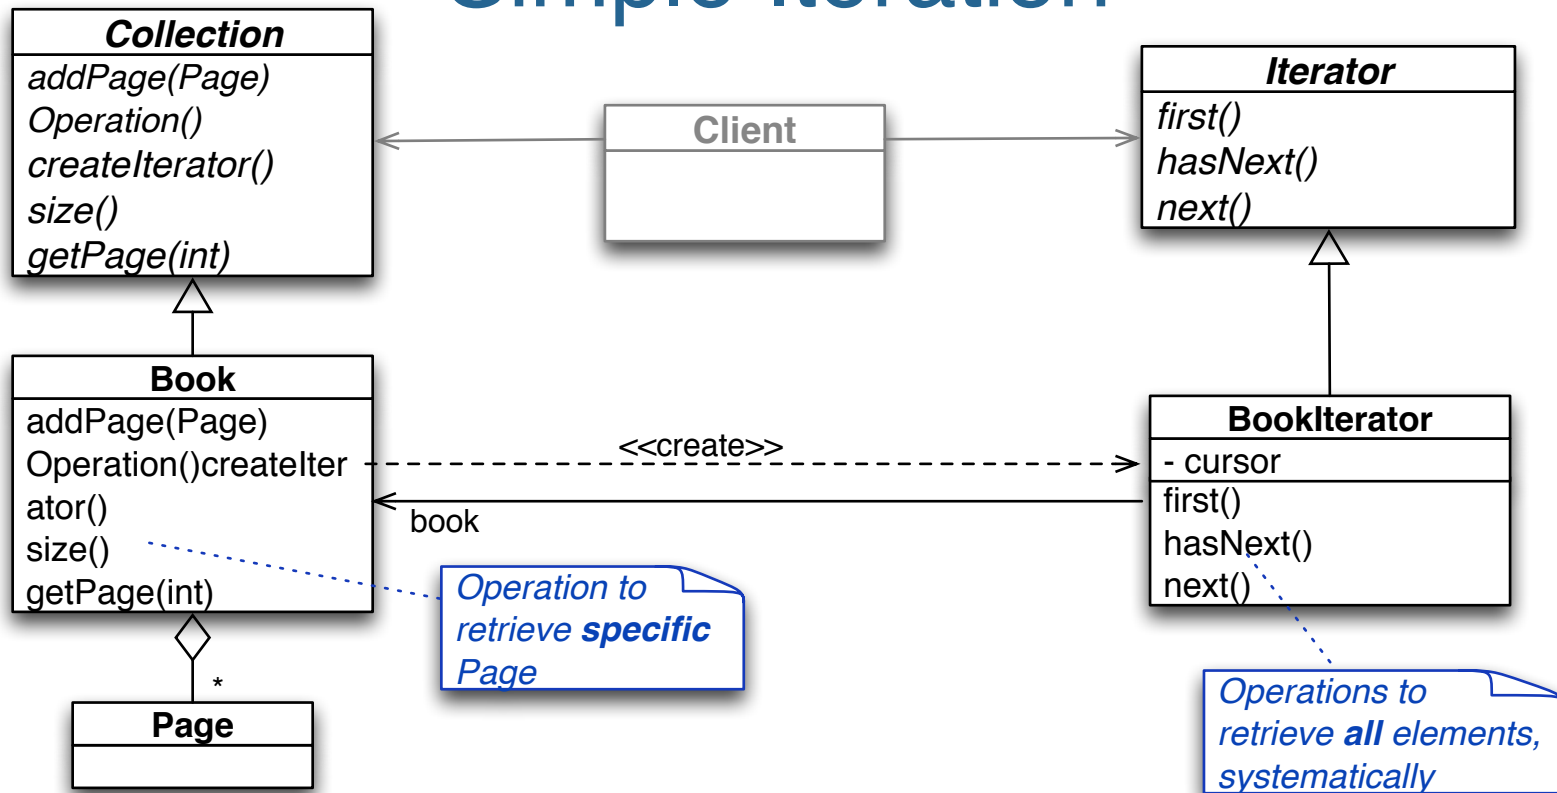 Simple Iteration
Collection
addPage(Page)
Operation()
createIterator()
size()
getPage(int)
Client
Iterator
first()
hasNext()
next()
Book
addPage(Page)
Operation()createIter
ator()
size()
getPage(int)
<<create>>
book
BookIterator
- cursor
first()
hasNext()
next()
Operation to
retrieve specific
Page
*
Page
Operations to
retrieve all elements,
systematically